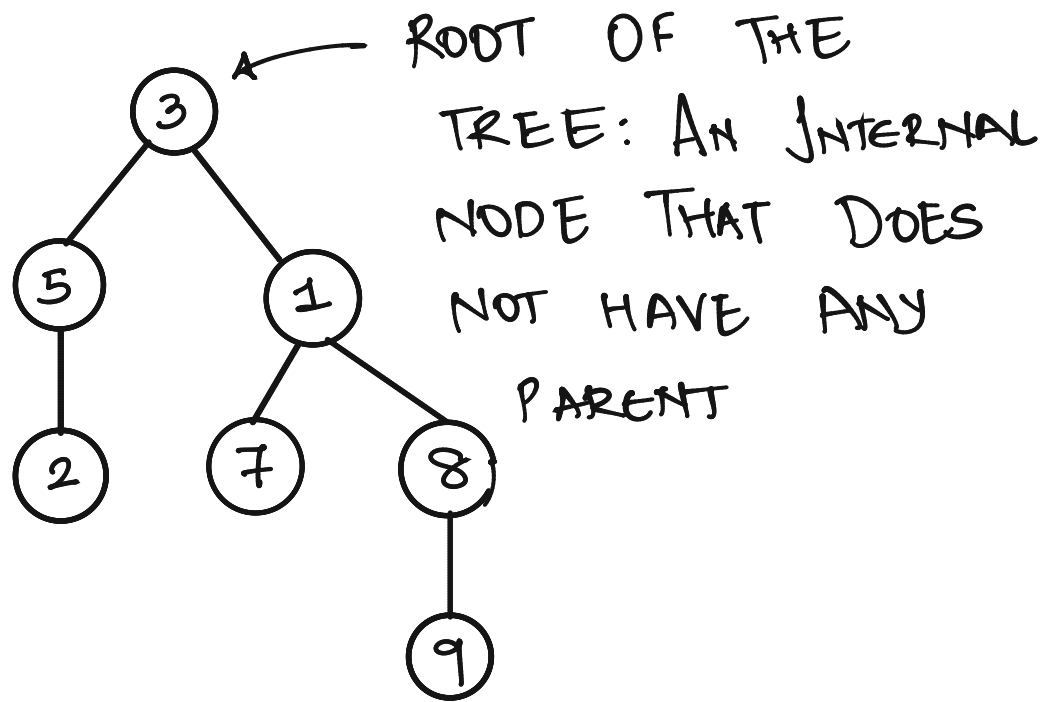 ROOT OF THE
TREE: AN INTERNAL
NODE THAT DOES
NOT HAVE ANY
PARENT
3
5
1
2
7
8
9